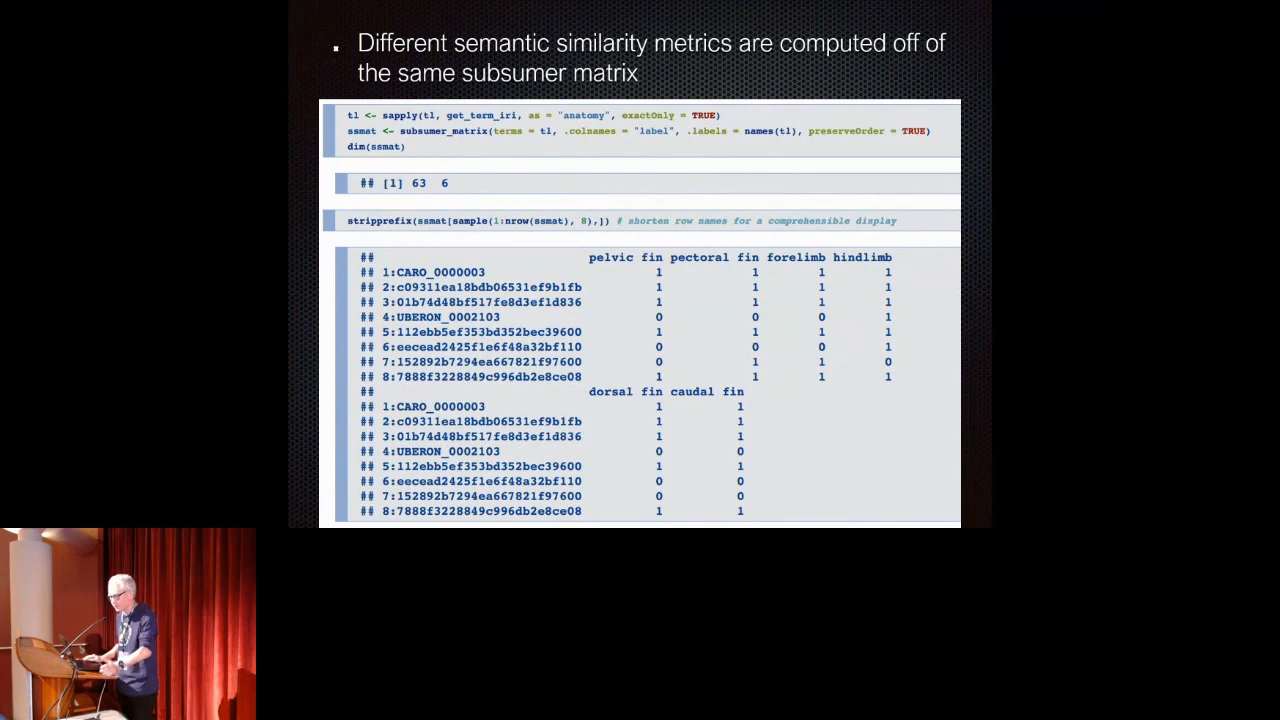 Different semantic similarity metrics are computed off of
the same subsumer matrix
tl <- sapply(tl, get_term_iri, as = "anatomy", exactOnly = TRUE)
ssmat <- subsumer_matrix(terms = tl, .colnames = "label", .labels = names(tl), preserveOrder = TRUE)
dim(ssmat)
## [1] 63 6
stripprefix(ssmat[sample(1:nrow(ssmat), 8),]) # shorten row names for a comprehensible display
## pelvic fin pectoral fin forelimb hindlimb
## 1:CARO_0000003 1 1 1 1
## 2:c09311ea18bdb06531ef9b1fb 1 1 1 1
## 3:01b74d48bf517fe8d3ef1d836 1 1 1 1
## 4:UBERON_0002103 0 0 0 1
## 5:112ebb5ef353bd352bec39600 1 1 1 1
## 6:eecead2425f1e6f48a32bf110 0 0 0 1
## 7:152892b7294ea667821f97600 0 1 1 0
## 8:7888f3228849c996db2e8ce08 1 1 1 1
## dorsal fin caudal fin
## 1:CARO_0000003 1 1
## 2:c09311ea18bdb06531ef9b1fb 1 1
## 3:01b74d48bf517fe8d3ef1d836 1 1
## 4:UBERON_0002103 0 0
## 5:112ebb5ef353bd352bec39600 1 1
## 6:eecead2425f1e6f48a32bf110 0 0
## 7:152892b7294ea667821f97600 0 0
## 8:7888f3228849c996db2e8ce08 1 1